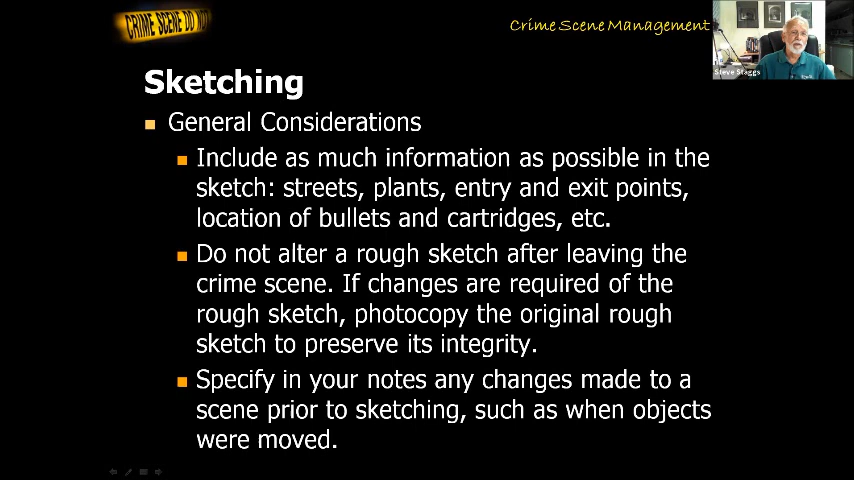 CRIME SCENE DO NOT
Crime Scene Management
Steve Staggs
Sketching
General Considerations
Include as much information as possible in the
sketch: streets, plants, entry and exit points,
location of bullets and cartridges, etc.
Do not alter a rough sketch after leaving the
crime scene. If changes are required of the
rough sketch, photocopy the original rough
sketch to preserve its integrity.
Specify in your notes any changes made to a
scene prior to sketching, such as when objects
were moved.